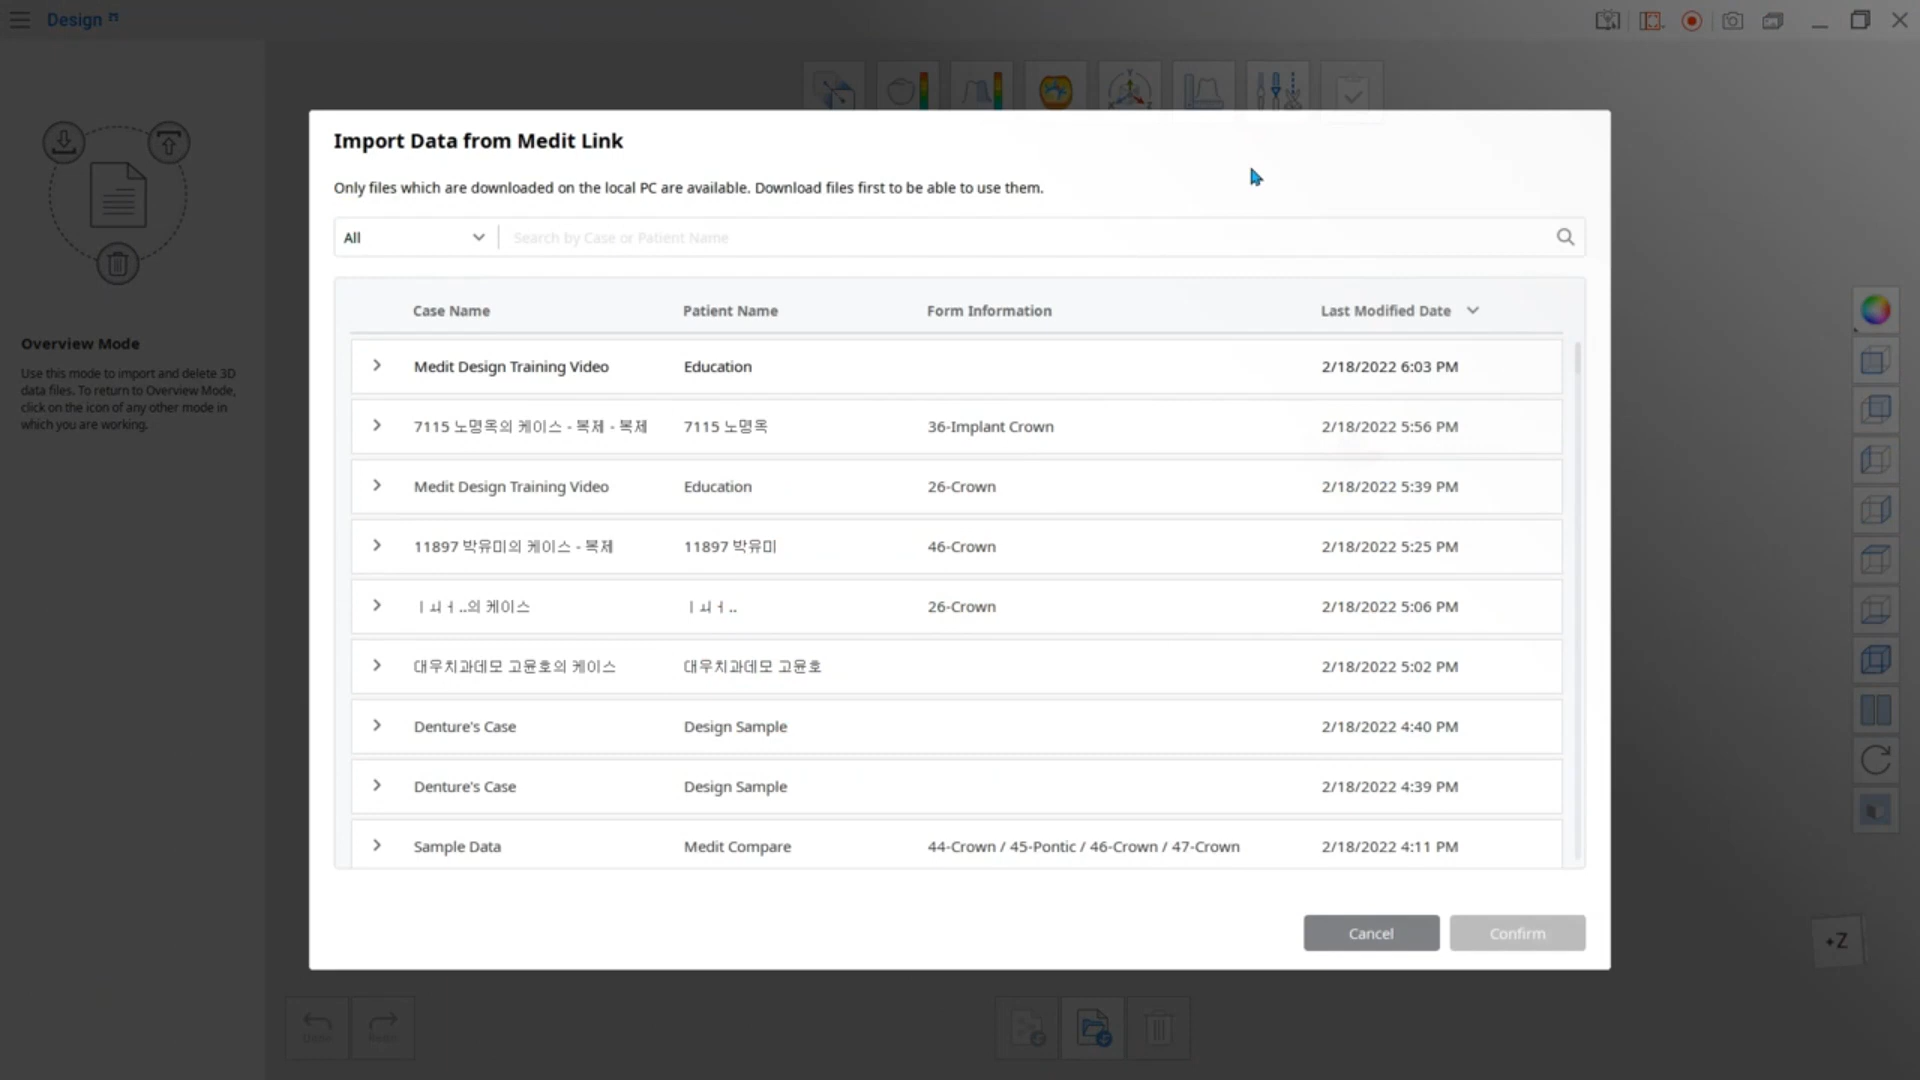 Design
Import Data from Medit Link
Only files which are downloaded on the local PC are available. Download files first to be able to use them.
All
Search by Case or Patient Name
Case Name Patient Name Form Information Last Modified Date
Medit Design Training Video Education 2/18/2022 6:03 PM
7115 노명옥의 케이스 - 복제 - 복제 7115 노명옥 36-Implant Crown 2/18/2022 5:56 PM
Medit Design Training Video Education 26-Crown 2/18/2022 5:39 PM
11897 박유미의 케이스 - 복제 11897 박유미 46-Crown 2/18/2022 5:25 PM
ㅣㅛㅓ..의 케이스 ㅣㅛㅓ.. 26-Crown 2/18/2022 5:06 PM
대우치과데모 고윤호의 케이스 대우치과데모 고윤호 2/18/2022 5:02 PM
Denture's Case Design Sample 2/18/2022 4:40 PM
Denture's Case Design Sample 2/18/2022 4:39 PM
Sample Data Medit Compare 44-Crown / 45-Pontic / 46-Crown / 47-Crown 2/18/2022 4:11 PM
Cancel Confirm
Overview Mode
Use this mode to import and delete 3D
data files. To return to Overview Mode,
click on the icon of any other mode in
which you are working.
+Z
Undo Redo